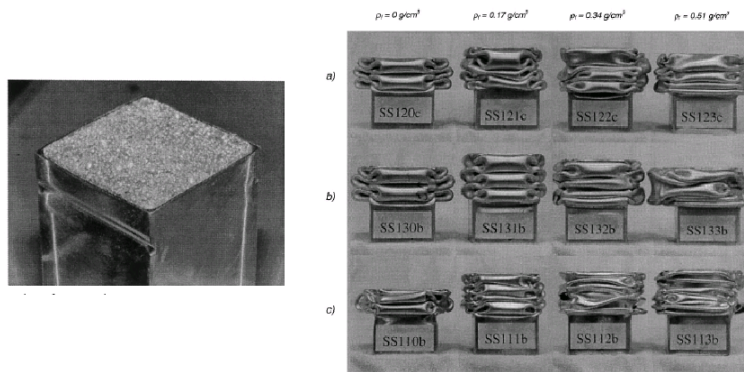 ρf = 0 g/cm³ ρf = 0.17 g/cm³ ρf = 0.34 g/cm³ ρf = 0.51 g/cm³
a)
SS120c SS121c SS122c SS123c
b)
SS130b SS131b SS132b SS133b
c)
SS110b SS111b SS112b SS113b